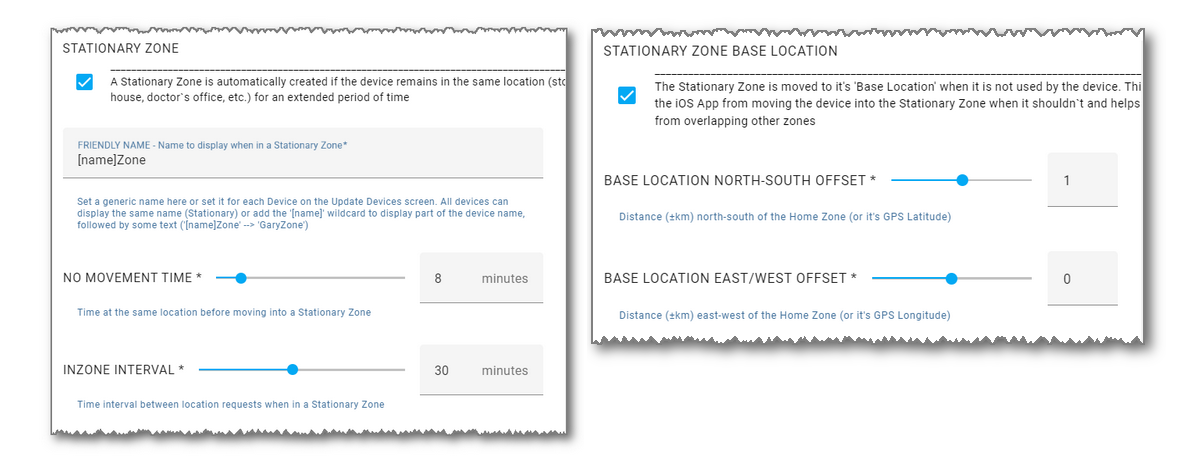 STATIONARY ZONE
A Stationary Zone is automatically created if the device remains in the same location (sto
house, doctor`s office, etc.) for an extended period of time
FRIENDLY NAME - Name to display when in a Stationary Zone*
[name]Zone
Set a generic name here or set it for each Device on the Update Devices screen. All devices can
display the same name (Stationary) or add the '[name]' wildcard to display part of the device name,
followed by some text ('[name]Zone' --> 'GaryZone')
NO MOVEMENT TIME *
8 minutes
Time at the same location before moving into a Stationary Zone
INZONE INTERVAL *
30 minutes
Time interval between location requests when in a Stationary Zone
STATIONARY ZONE BASE LOCATION
The Stationary Zone is moved to it's 'Base Location' when it is not used by the device. Thi
the iOS App from moving the device into the Stationary Zone when it shouldn`t and helps
from overlapping other zones
BASE LOCATION NORTH-SOUTH OFFSET *
1
Distance (±km) north-south of the Home Zone (or it's GPS Latitude)
BASE LOCATION EAST/WEST OFFSET *
0
Distance (±km) east-west of the Home Zone (or it's GPS Longitude)